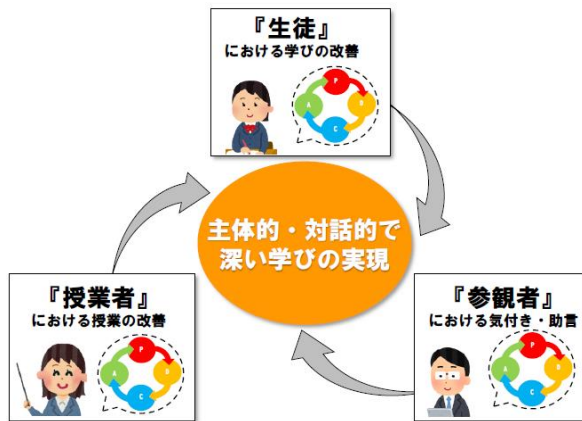 『生徒』
における学びの改善
P
D
C
A
主体的・対話的で
深い学びの実現
『授業者』
における授業の改善
P
D
C
A
『参観者』
における気付き・助言
P
D
C
A